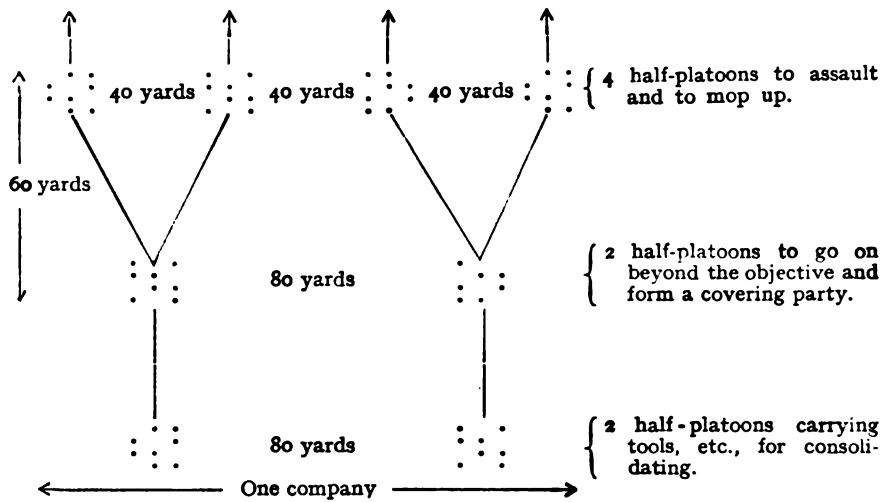 40 yards 40 yards 40 yards
4 half-platoons to assault
and to mop up.
60 yards
80 yards
2 half-platoons to go on
beyond the objective and
form a covering party.
80 yards
2 half-platoons carrying
tools, etc., for consoli-
dating.
One company